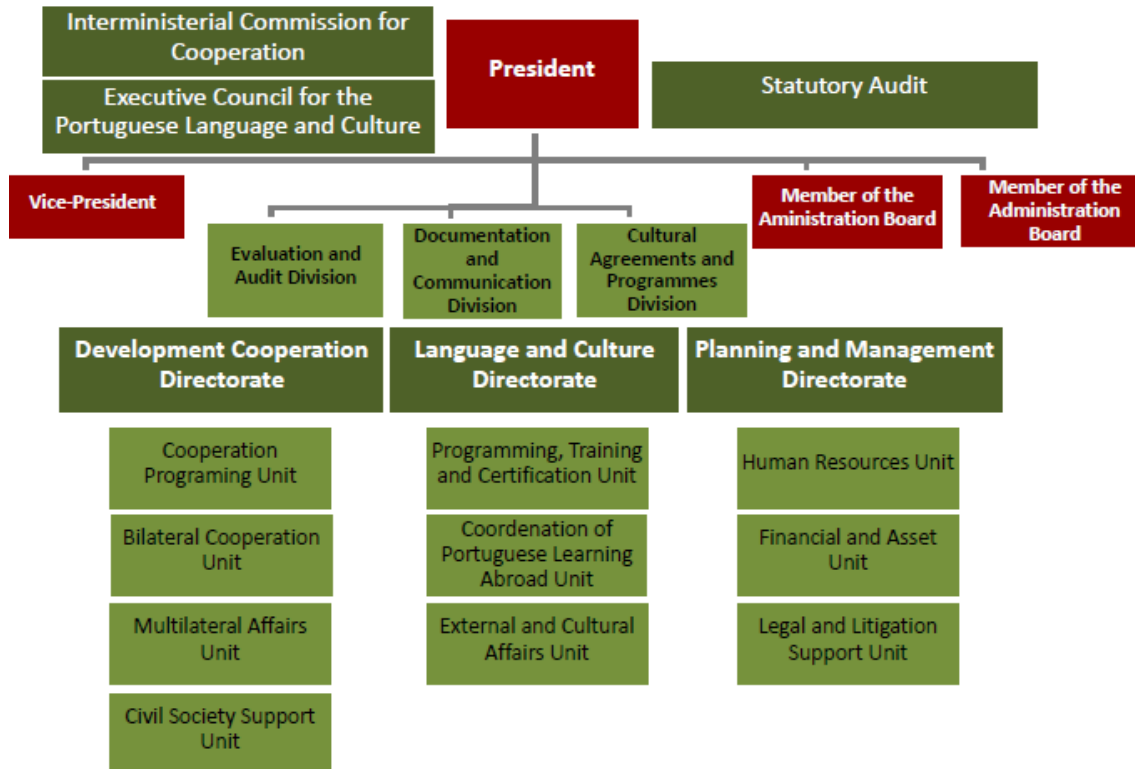 Interministerial Commission for
Cooperation
Executive Council for the
Portuguese Language and Culture
President
Statutory Audit
Vice-President
Member of the
Aministration Board
Member of the
Administration
Board
Evaluation and
Audit Division
Documentation
and
Communication
Division
Cultural
Agreements and
Programmes
Division
Development Cooperation
Directorate
Language and Culture
Directorate
Planning and Management
Directorate
Cooperation
Programing Unit
Bilateral Cooperation
Unit
Multilateral Affairs
Unit
Civil Society Support
Unit
Programming, Training
and Certification Unit
Coordenation of
Portuguese Learning
Abroad Unit
External and Cultural
Affairs Unit
Human Resources Unit
Financial and Asset
Unit
Legal and Litigation
Support Unit